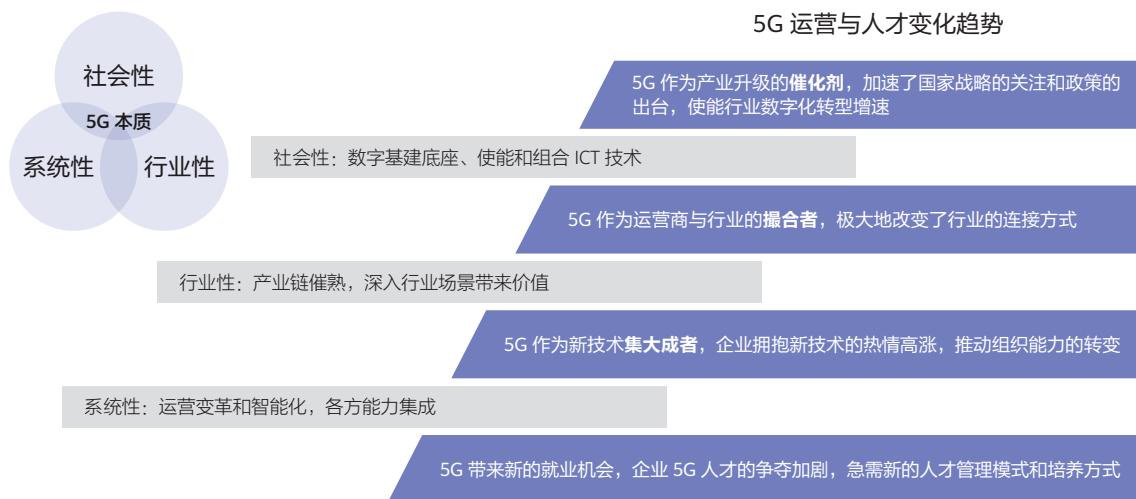 5G 运营与人才变化趋势
社会性
5G 本质
系统性
行业性
5G 作为产业升级的催化剂，加速了国家战略的关注和政策的
出台，使能行业数字化转型增速
社会性：数字基建底座、使能和组合 ICT 技术
5G 作为运营商与行业的撮合者，极大地改变了行业的连接方式
行业性：产业链催熟，深入行业场景带来价值
5G 作为新技术集大成者，企业拥抱新技术的热情高涨，推动组织能力的转变
系统性：运营变革和智能化，各方能力集成
5G 带来新的就业机会，企业 5G 人才的争夺加剧，急需新的人才管理模式和培养方式